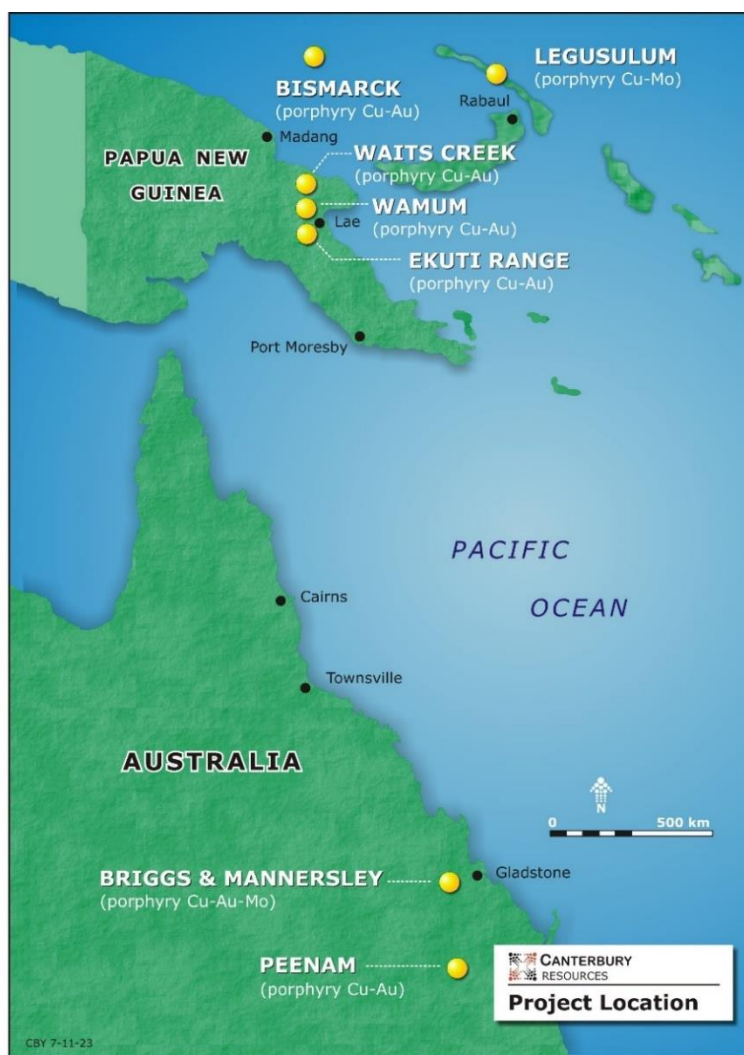 LEGUSULUM
(porphyry Cu-Mo)
BISMARCK
(porphyry Cu-Au)
Rabaul
Madang
PAPUA NEW
GUINEA
WAITS CREEK
(porphyry Cu-Au)
WAMUM
(porphyry Cu-Au)
Lae
EKUTI RANGE
(porphyry Cu-Au)
Port Moresby
PACIFIC
OCEAN
Cairns
Townsville
AUSTRALIA
N
0 500 km
BRIGGS & MANNERSLEY
(porphyry Cu-Au-Mo)
Gladstone
PEENAM
(porphyry Cu-Au)
CANTERBURY
RESOURCES
Project Location
CBY 7-11-23